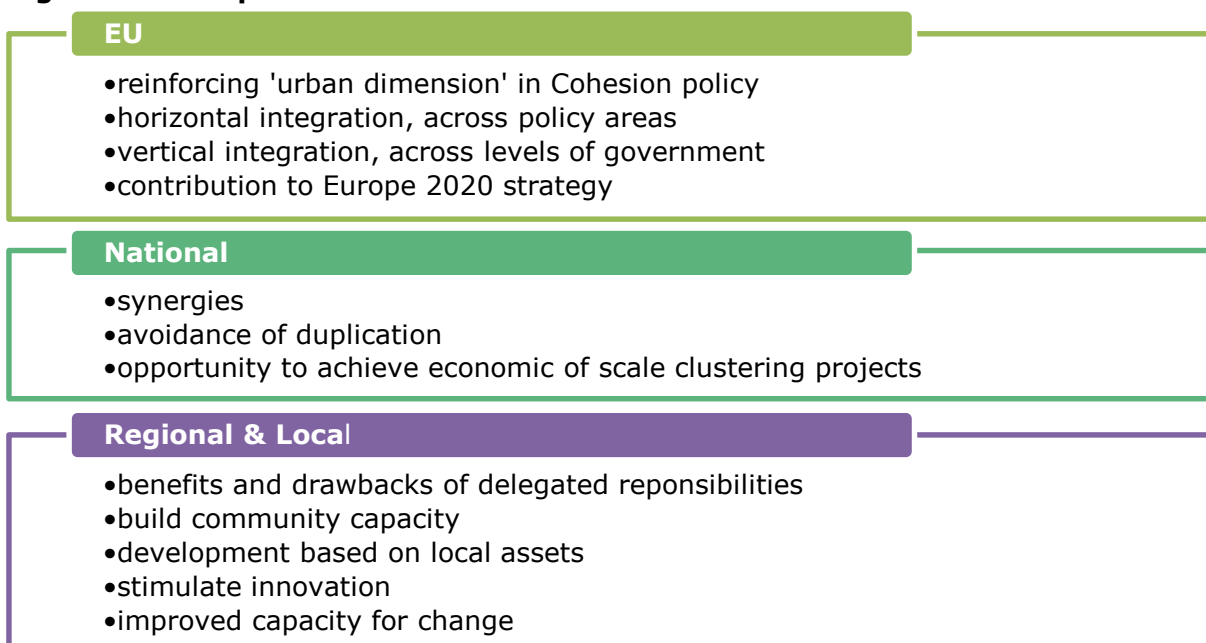 EU
•reinforcing 'urban dimension' in Cohesion policy
•horizontal integration, across policy areas
•vertical integration, across levels of government
•contribution to Europe 2020 strategy
National
•synergies
•avoidance of duplication
•opportunity to achieve economic of scale clustering projects
Regional & Local
•benefits and drawbacks of delegated reponsibilities
•build community capacity
•development based on local assets
•stimulate innovation
•improved capacity for change